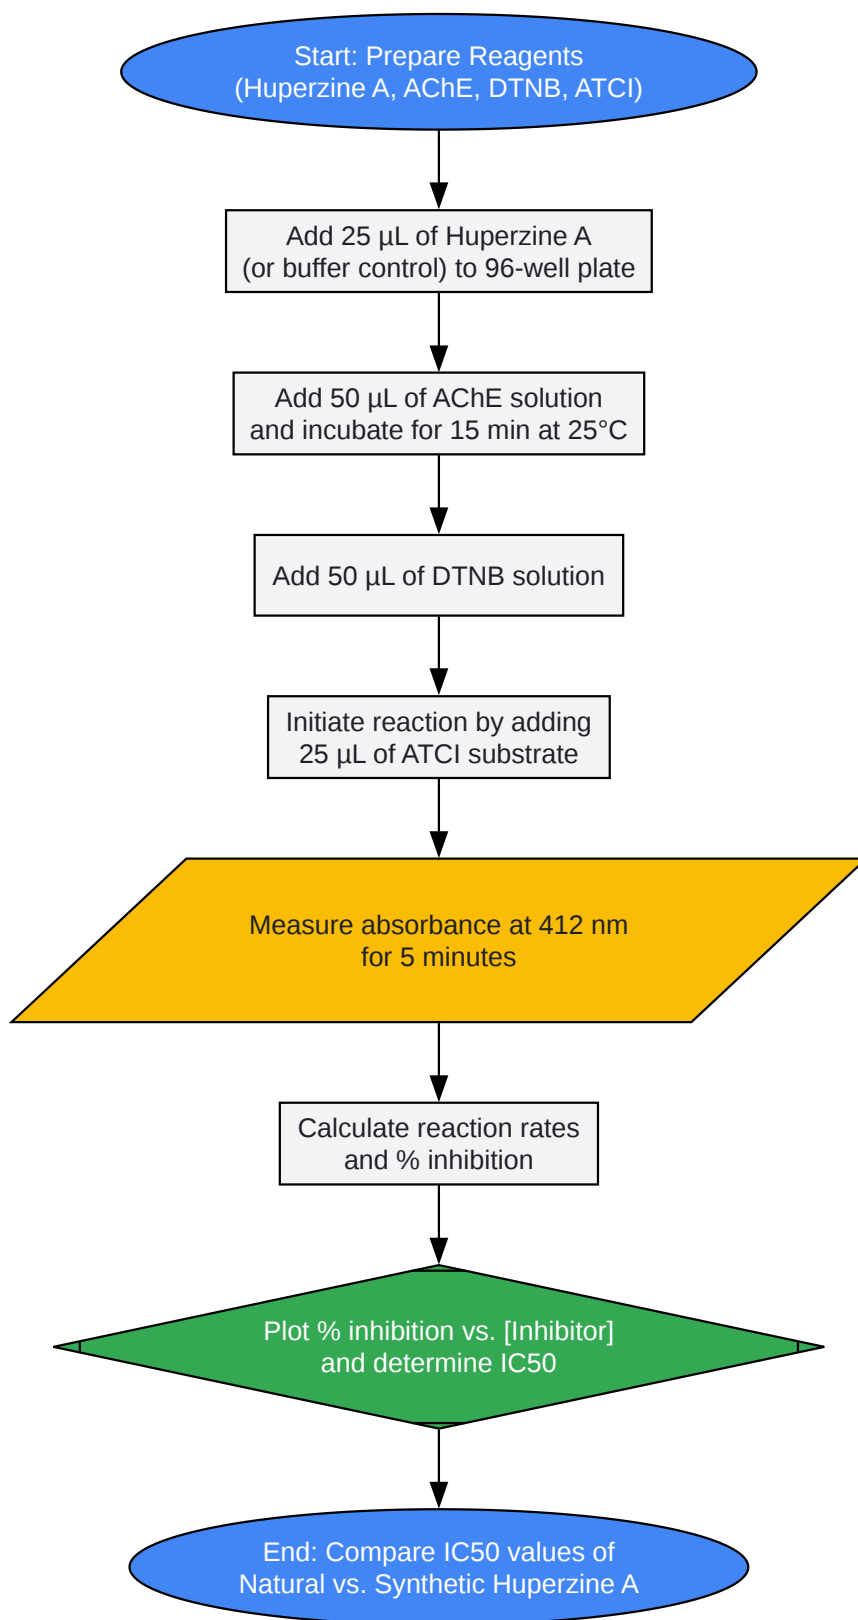 Start: Prepare Reagents
(Huperzine A, AChE, DTNB, ATCI)
Add 25 µL of Huperzine A
(or buffer control) to 96-well plate
Add 50 µL of AChE solution
and incubate for 15 min at 25°C
Add 50 µL of DTNB solution
Initiate reaction by adding
25 µL of ATCI substrate
Measure absorbance at 412 nm
for 5 minutes
Calculate reaction rates
and % inhibition
Plot % inhibition vs. [Inhibitor]
and determine IC50
End: Compare IC50 values of
Natural vs. Synthetic Huperzine A